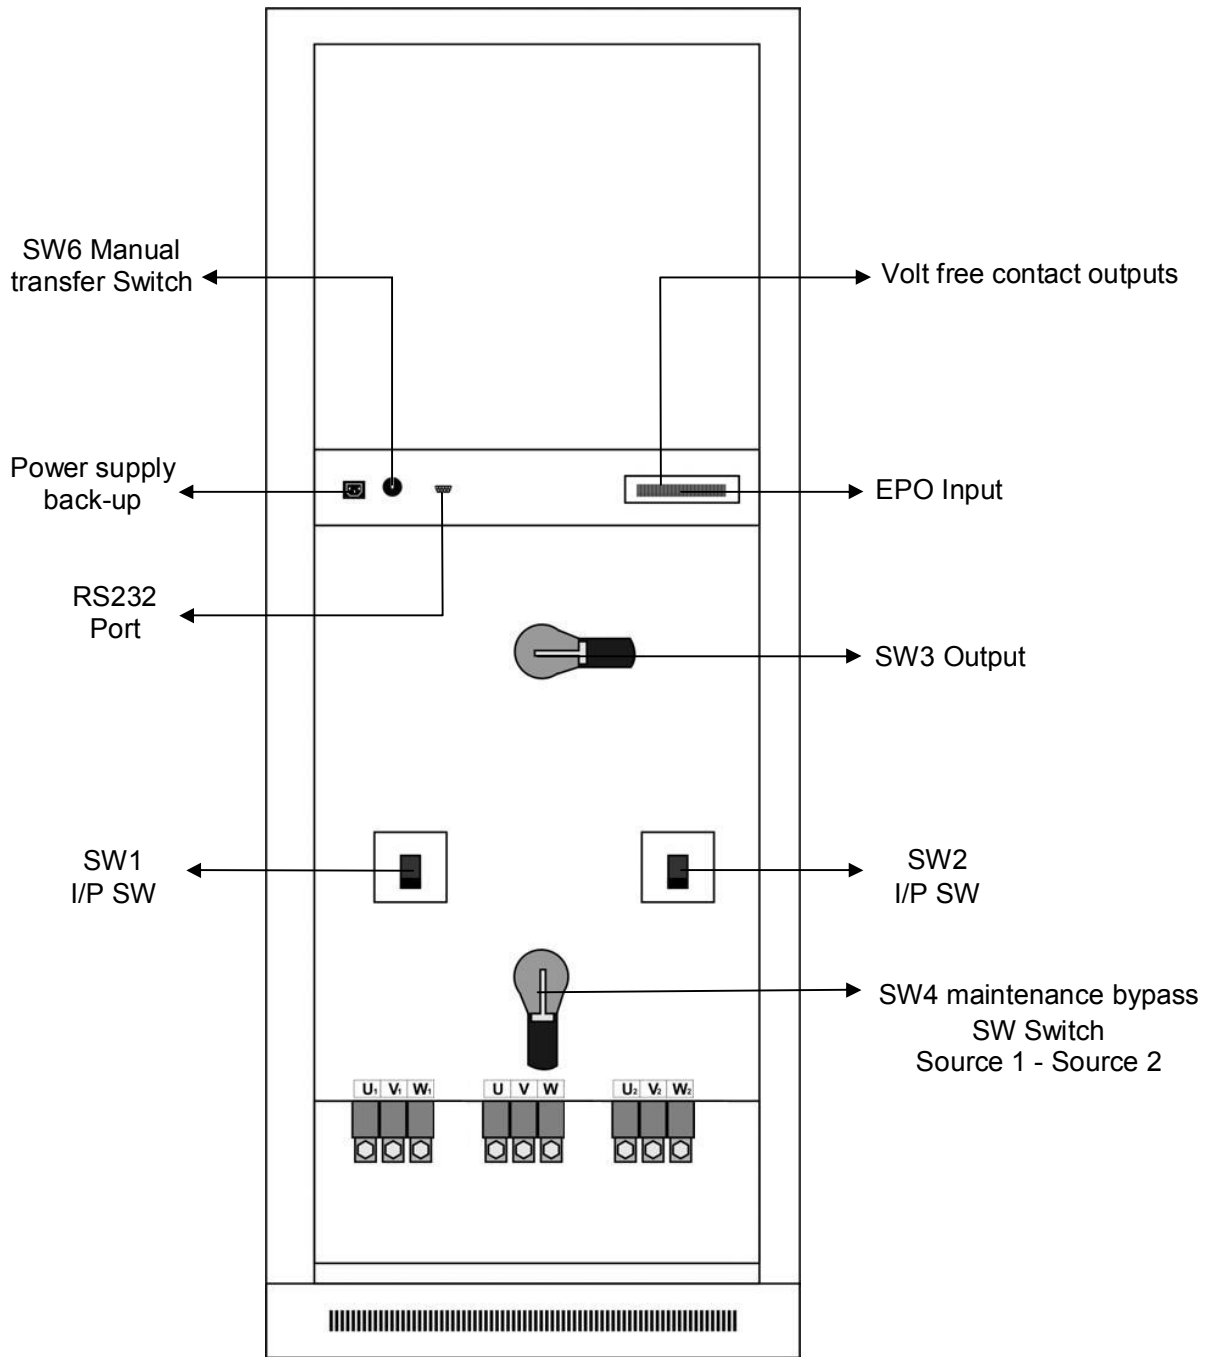 SW6 Manual
transfer Switch
Volt free contact outputs
Power supply
back-up
EPO Input
RS232
Port
SW3 Output
SW1
I/P SW
SW2
I/P SW
SW4 maintenance bypass
SW Switch
Source 1 - Source 2
U1 V1 W1
U V W
U2 V2 W2